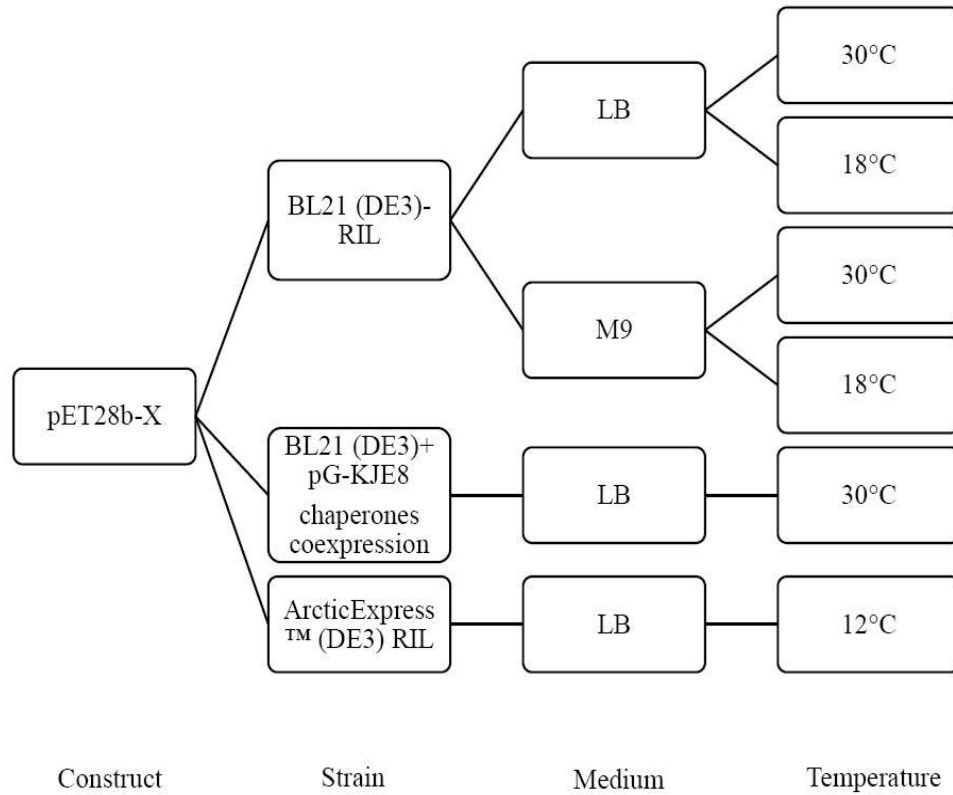 30°C
LB
18°C
BL21 (DE3)-
RIL
30°C
M9
18°C
pET28b-X
BL21 (DE3)+
pG-KJE8
chaperones
coexpression
LB
30°C
ArcticExpress
™ (DE3) RIL
LB
12°C
Construct Strain Medium Temperature